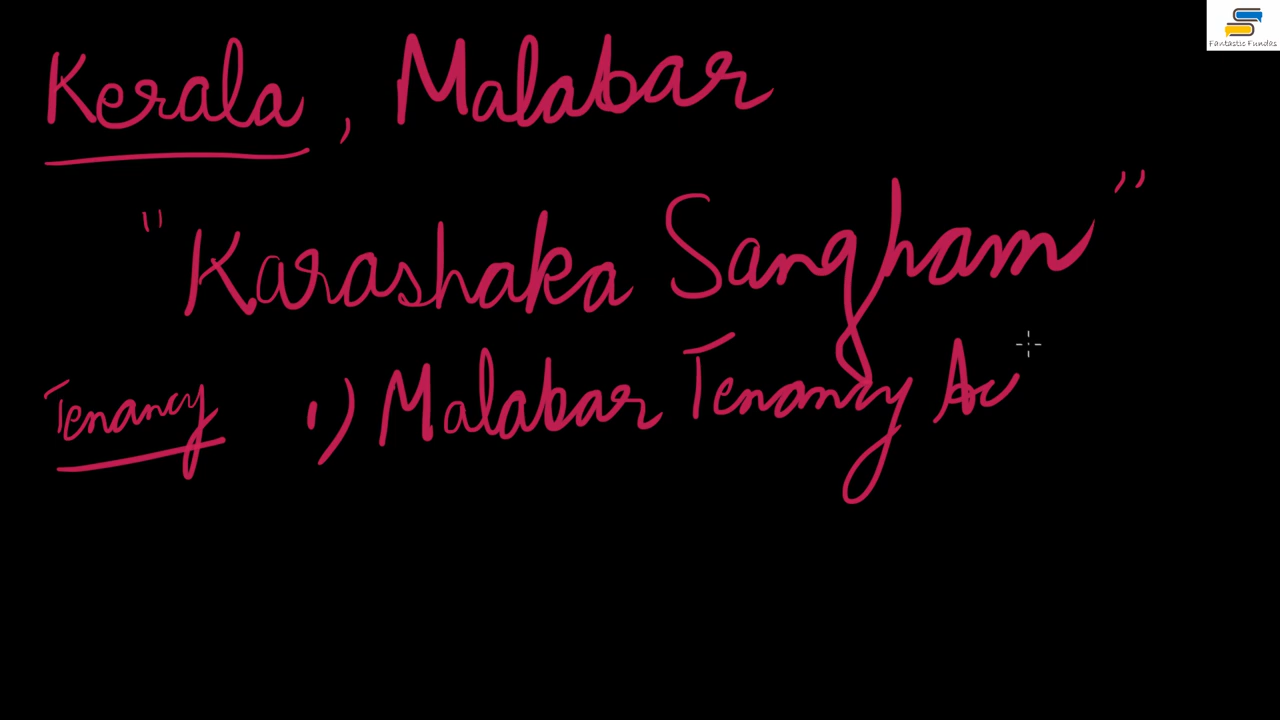 Fantastic Fundas
Kerala, Malabar
"Karashaka Sangham"
Tenancy 1) Malabar Tenancy Ac